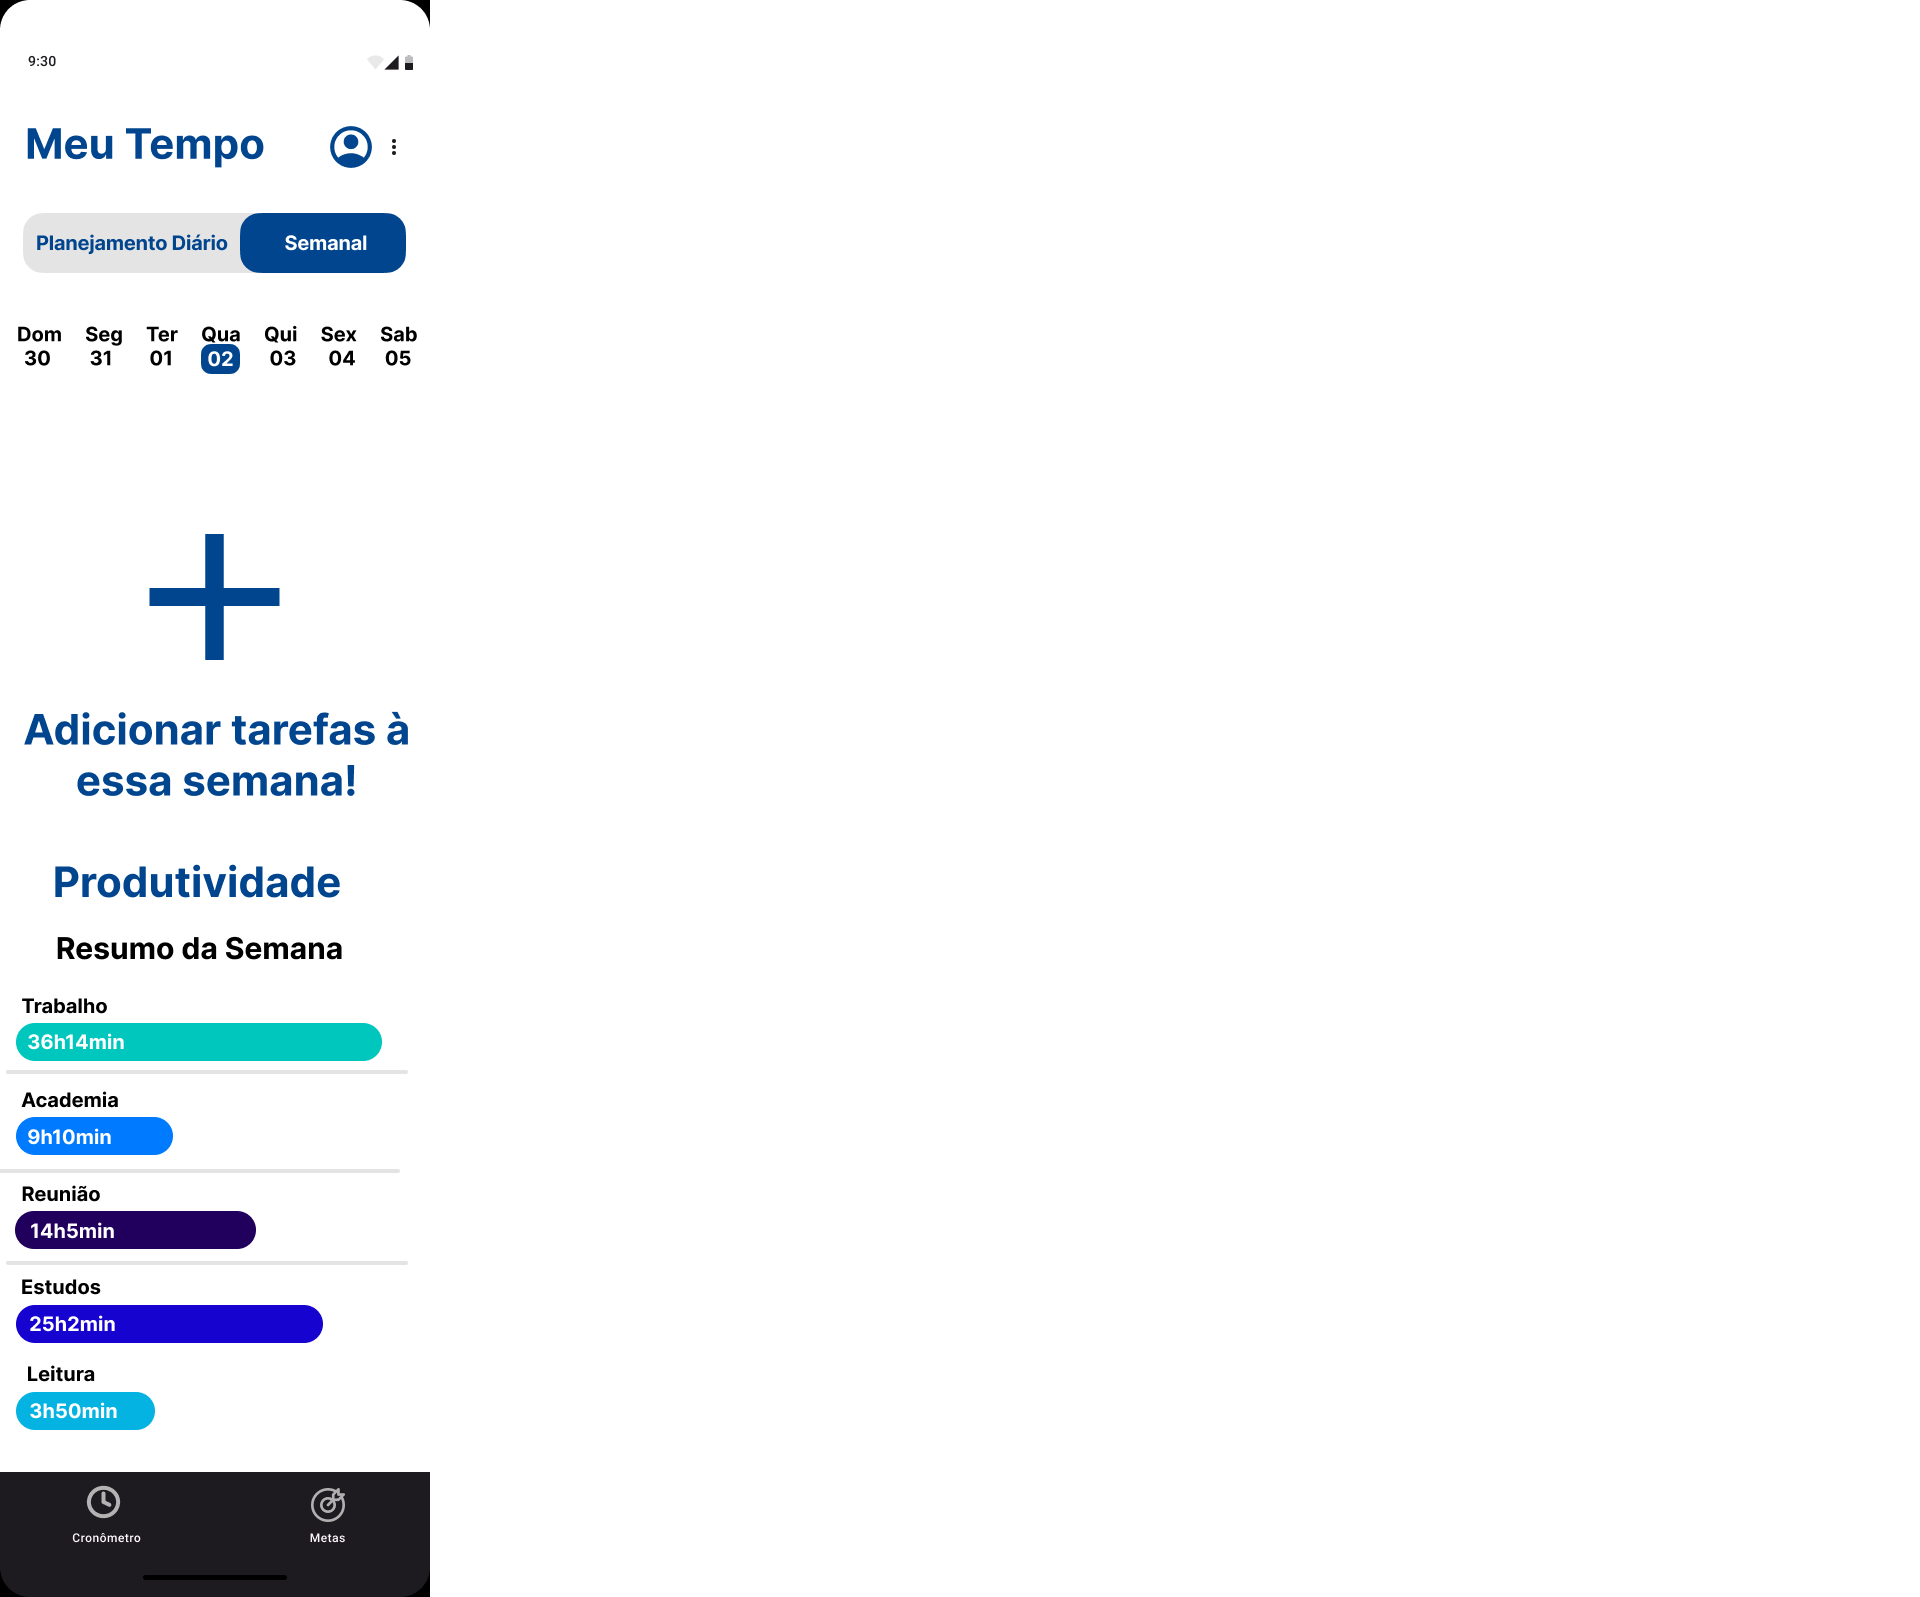 9:30
Meu Tempo
Planejamento Diário Semanal
Dom Seg Ter Qua Qui Sex Sab
30 31 01 02 03 04 05
Adicionar tarefas à
essa semana!
Produtividade
Resumo da Semana
Trabalho
36h14min
Academia
9h10min
Reunião
14h5min
Estudos
25h2min
Leitura
3h50min
Cronômetro Metas